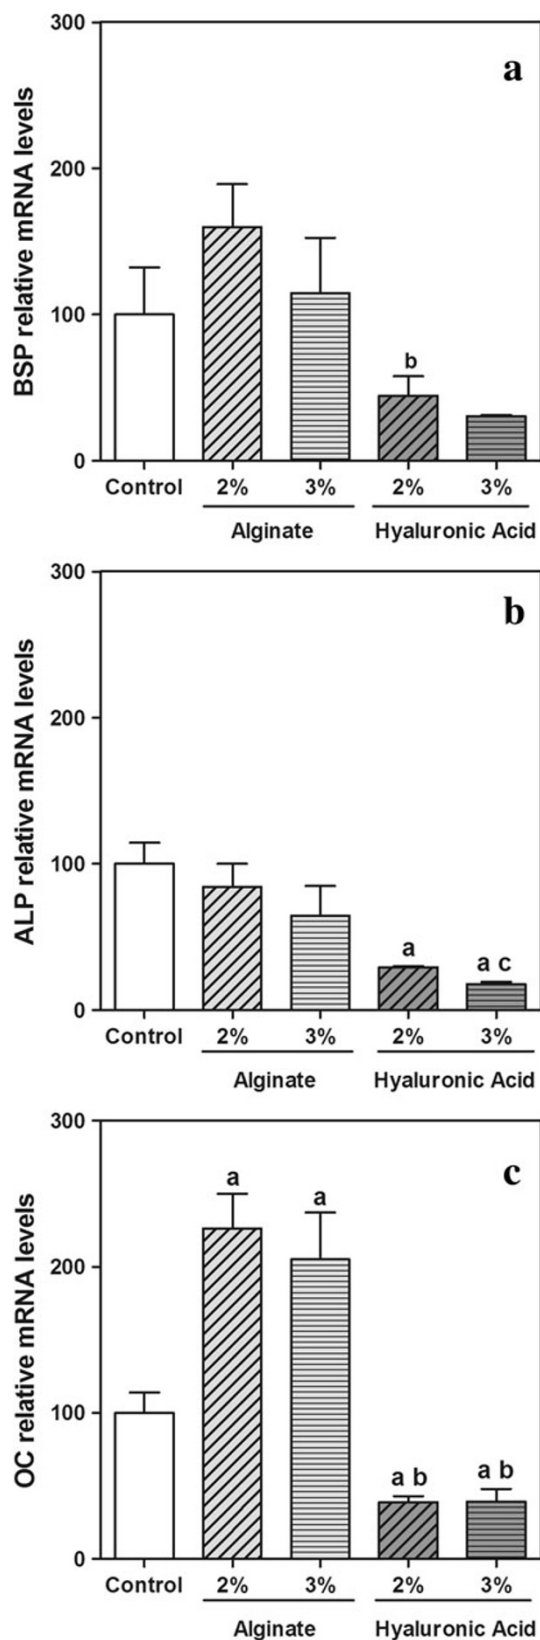 a
BSP relative mRNA levels
300
200
100
0
b
Control 2% 3% 2% 3%
Alginate Hyaluronic Acid
b
ALP relative mRNA levels
300
200
100
0
a
a c
Control 2% 3% 2% 3%
Alginate Hyaluronic Acid
c
OC relative mRNA levels
300
200
100
0
a
a
a b
a b
Control 2% 3% 2% 3%
Alginate Hyaluronic Acid